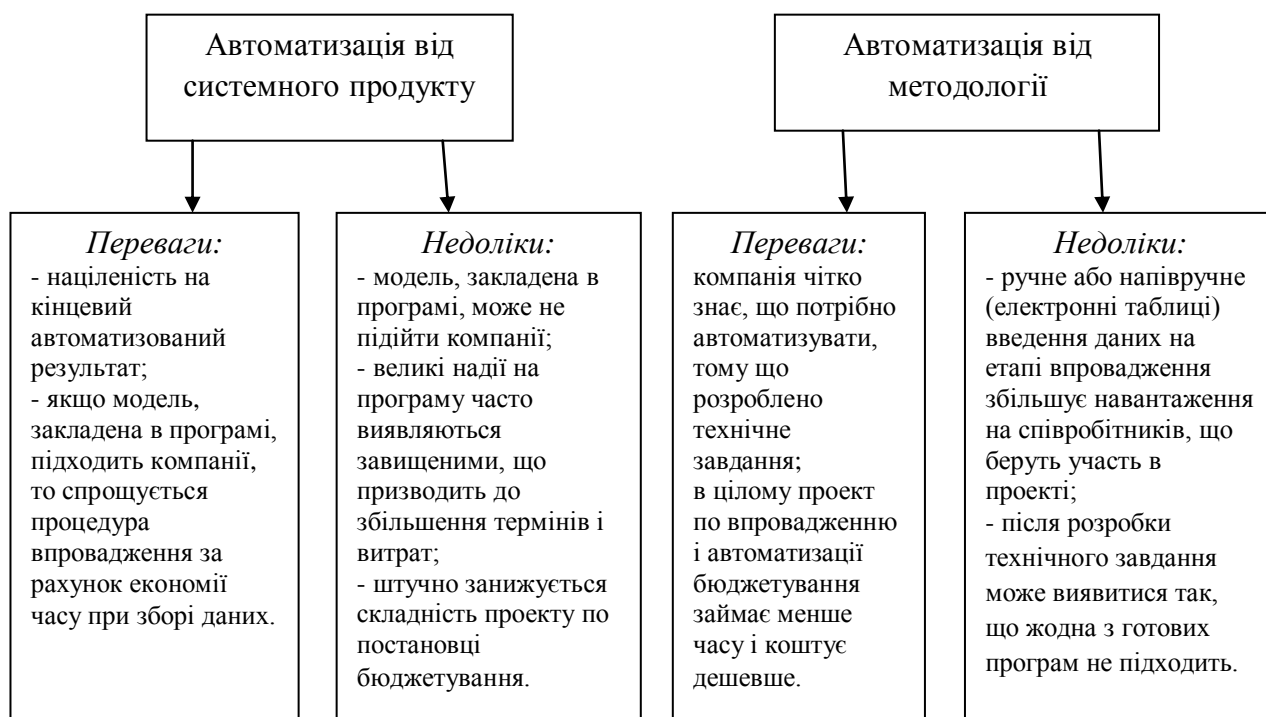 Автоматизація від
системного продукту
Автоматизація від
методології
Переваги:
- націленість на
кінцевий
автоматизований
результат;
- якщо модель,
закладена в програмі,
підходить компанії,
то спрощується
процедура
впровадження за
рахунок економії
часу при зборі даних.
Недоліки:
- модель, закладена в
програмі, може не
підійти компанії;
- великі надії на
програму часто
виявляються
завищеними, що
призводить до
збільшення термінів і
витрат;
- штучно занижується
складність проекту по
постановці
бюджетування.
Переваги:
компанія чітко
знає, що потрібно
автоматизувати,
тому що
розроблено
технічне
завдання;
в цілому проект
по впровадженню
і автоматизації
бюджетування
займає менше
часу і коштує
дешевше.
Недоліки:
- ручне або напівручне
(електронні таблиці)
введення даних на
етапі впровадження
збільшує навантаження
на співробітників, що
беруть участь в
проекті;
- після розробки
технічного завдання
може виявитися так,
що жодна з готових
програм не підходить.